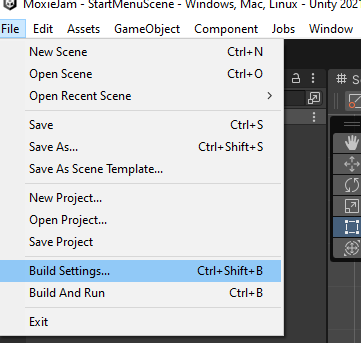 MoxieJam - StartMenuScene - Windows, Mac, Linux - Unity 2021
File Edit Assets GameObject Component Jobs Window
New Scene Ctrl+N
Open Scene Ctrl+O
Open Recent Scene
Save Ctrl+S
Save As... Ctrl+Shift+S
Save As Scene Template...
New Project...
Open Project...
Save Project
Build Settings... Ctrl+Shift+B
Build And Run Ctrl+B
Exit